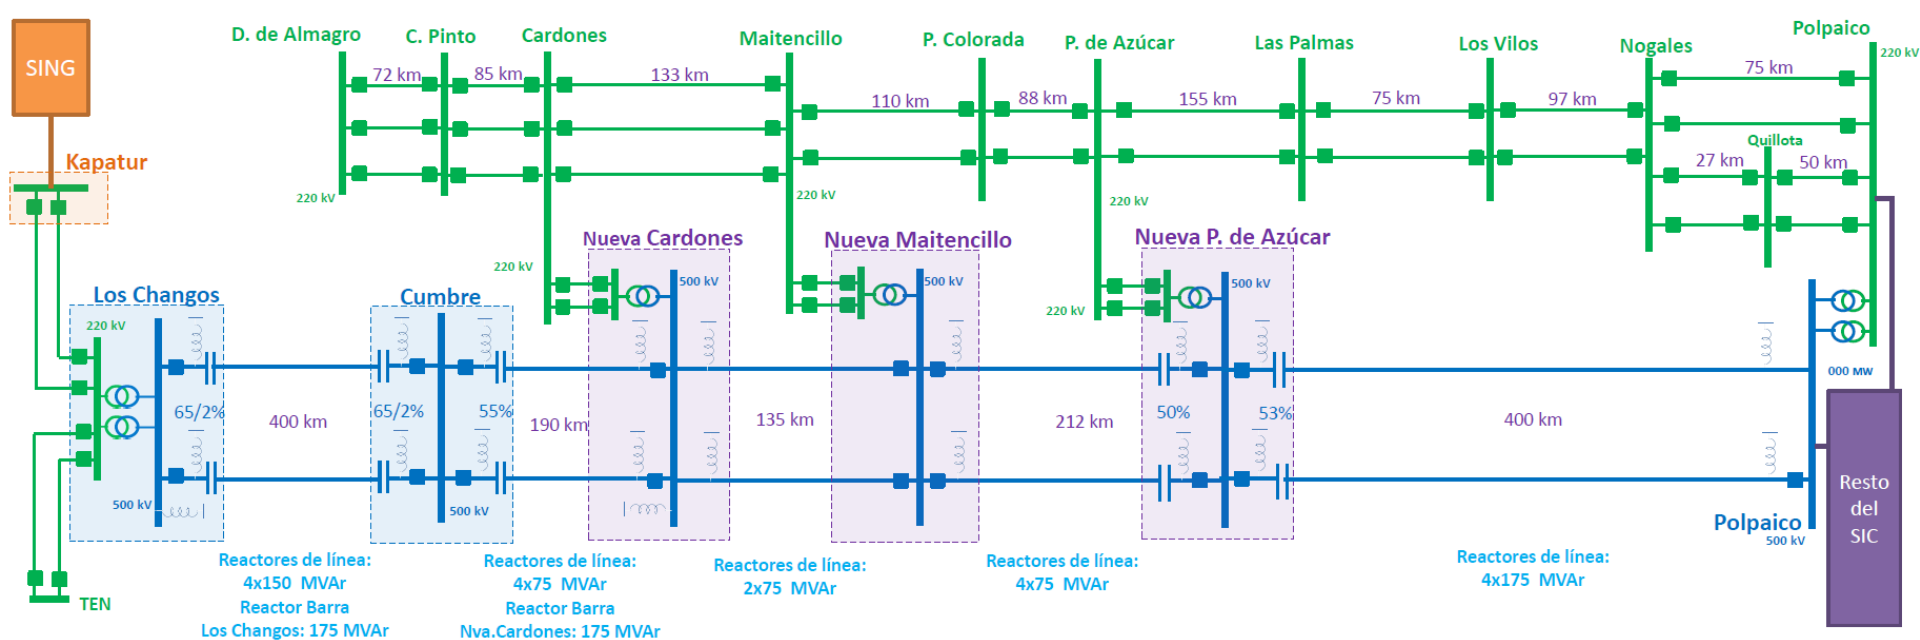 SING
Kapatur
D. de Almagro
C. Pinto
Cardones
Maitencillo
P. Colorada
P. de Azúcar
Las Palmas
Los Vilos
Nogales
Polpaico
220 kV
72 km
85 km
133 km
110 km
88 km
155 km
75 km
97 km
75 km
Quillota
27 km
50 km
220 kV
220 kV
220 kV
220 kV
220 kV
Nueva Cardones
500 kV
Nueva Maitencillo
500 kV
Nueva P. de Azúcar
500 kV
Los Changos
220 kV
Cumbre
65/2%
400 km
65/2%
55%
190 km
135 km
212 km
50%
53%
400 km
000 MW
500 kV
500 kV
Polpaico
500 kV
Resto
del
SIC
TEN
Reactores de línea:
4x150 MVAr
Reactor Barra
Los Changos: 175 MVAr
Reactores de línea:
4x75 MVAr
Reactor Barra
Nva.Cardones: 175 MVAr
Reactores de línea:
2x75 MVAr
Reactores de línea:
4x75 MVAr
Reactores de línea:
4x175 MVAr